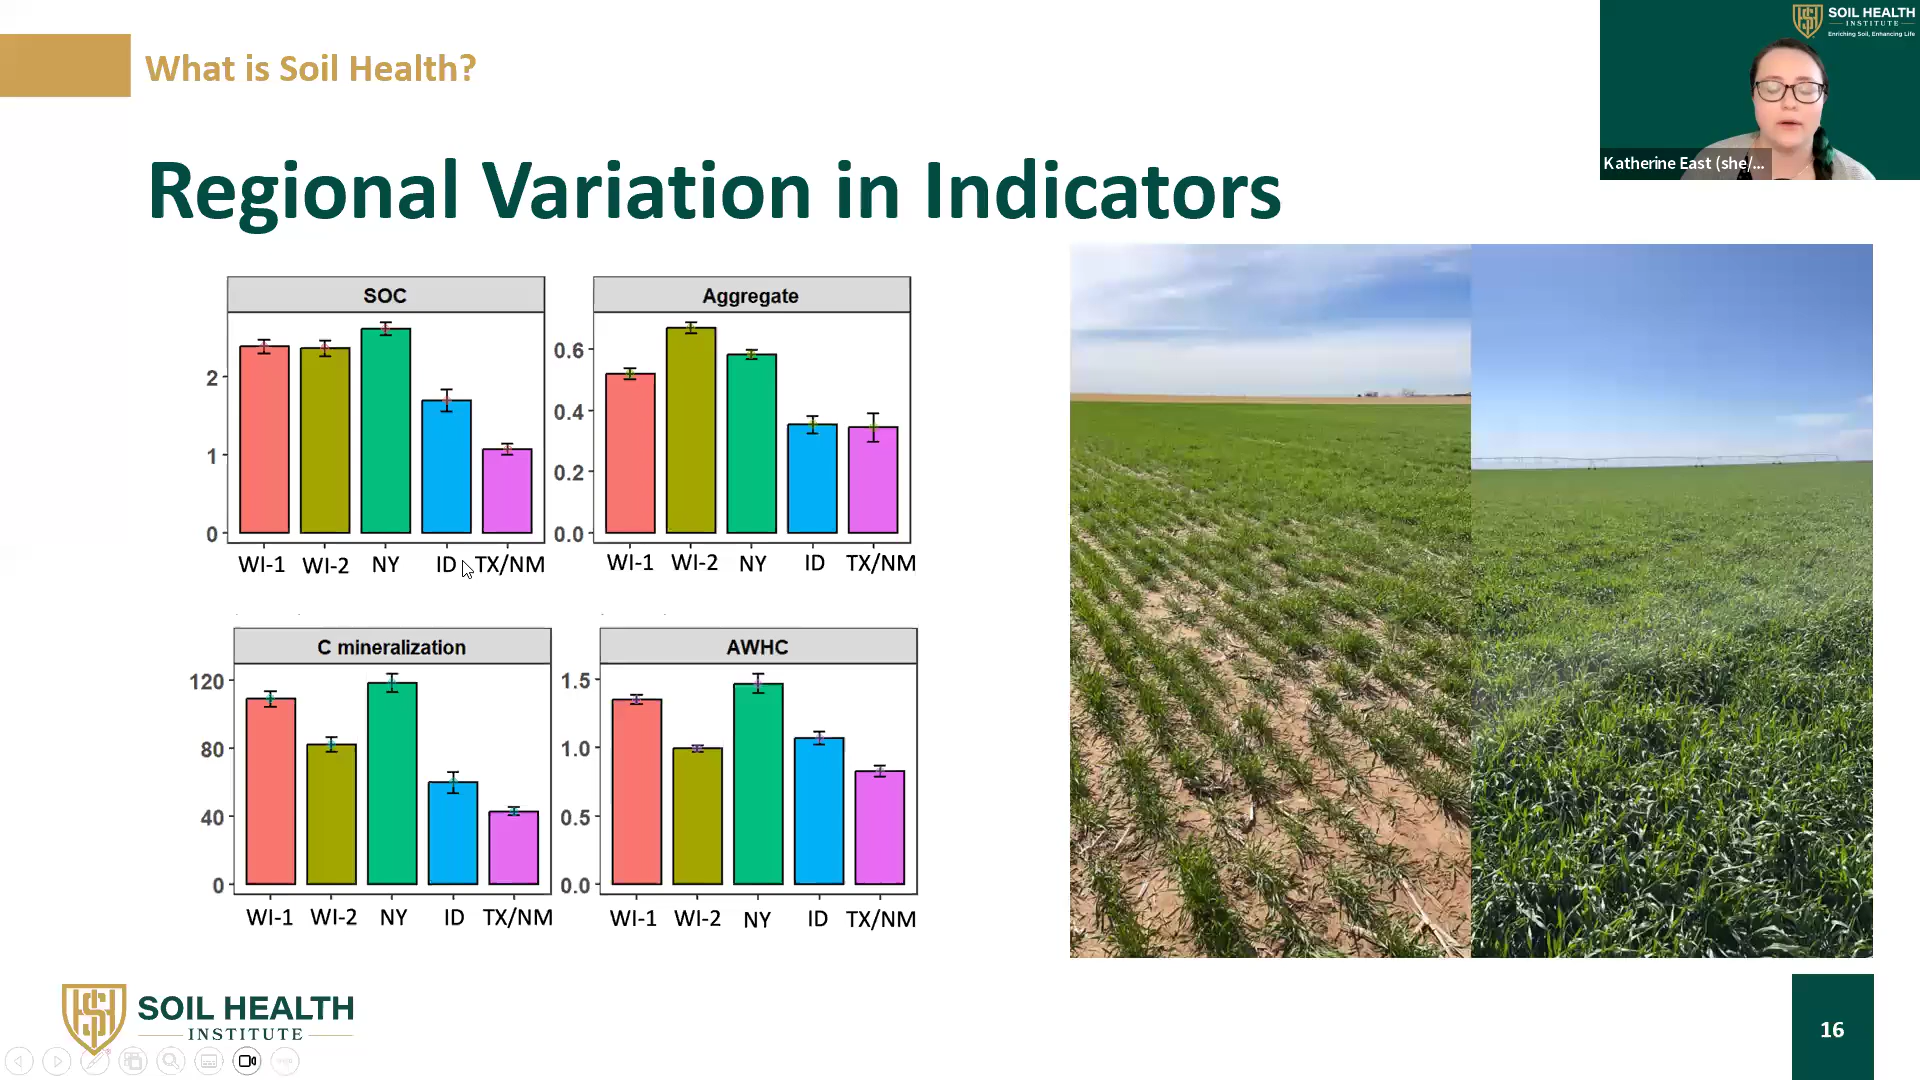 What is Soil Health?
SOIL HEALTH
INSTITUTE
Enriching Soil, Enhancing Life
Katherine East (she/...
Regional Variation in Indicators
SOC
2
1
0
WI-1 WI-2 NY ID TX/NM
Aggregate
0.6
0.4
0.2
0.0
WI-1 WI-2 NY ID TX/NM
C mineralization
120
80
40
0
WI-1 WI-2 NY ID TX/NM
AWHC
1.5
1.0
0.5
0.0
WI-1 WI-2 NY ID TX/NM
SOIL HEALTH
INSTITUTE
16